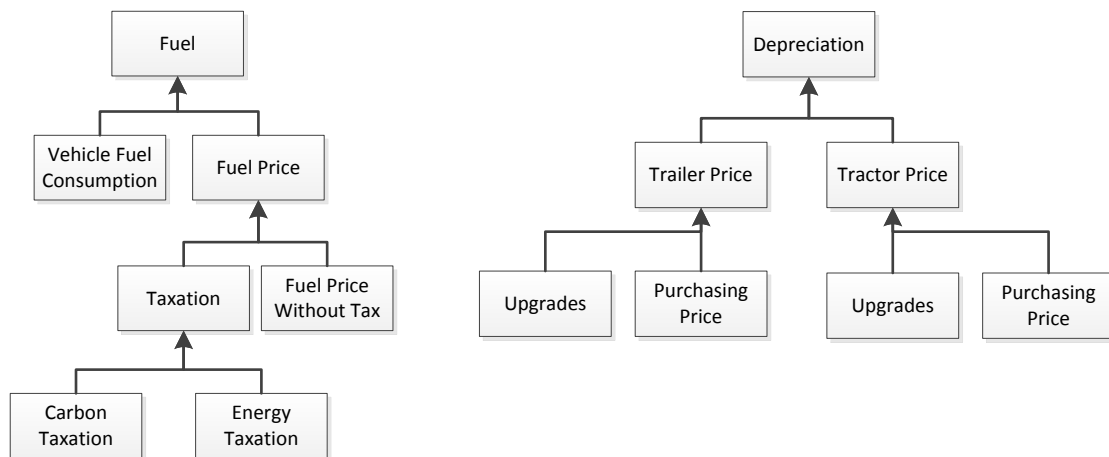 Fuel
Depreciation
Vehicle Fuel
Consumption
Fuel Price
Trailer Price
Tractor Price
Taxation
Fuel Price
Without Tax
Upgrades
Purchasing
Price
Upgrades
Purchasing
Price
Carbon
Taxation
Energy
Taxation